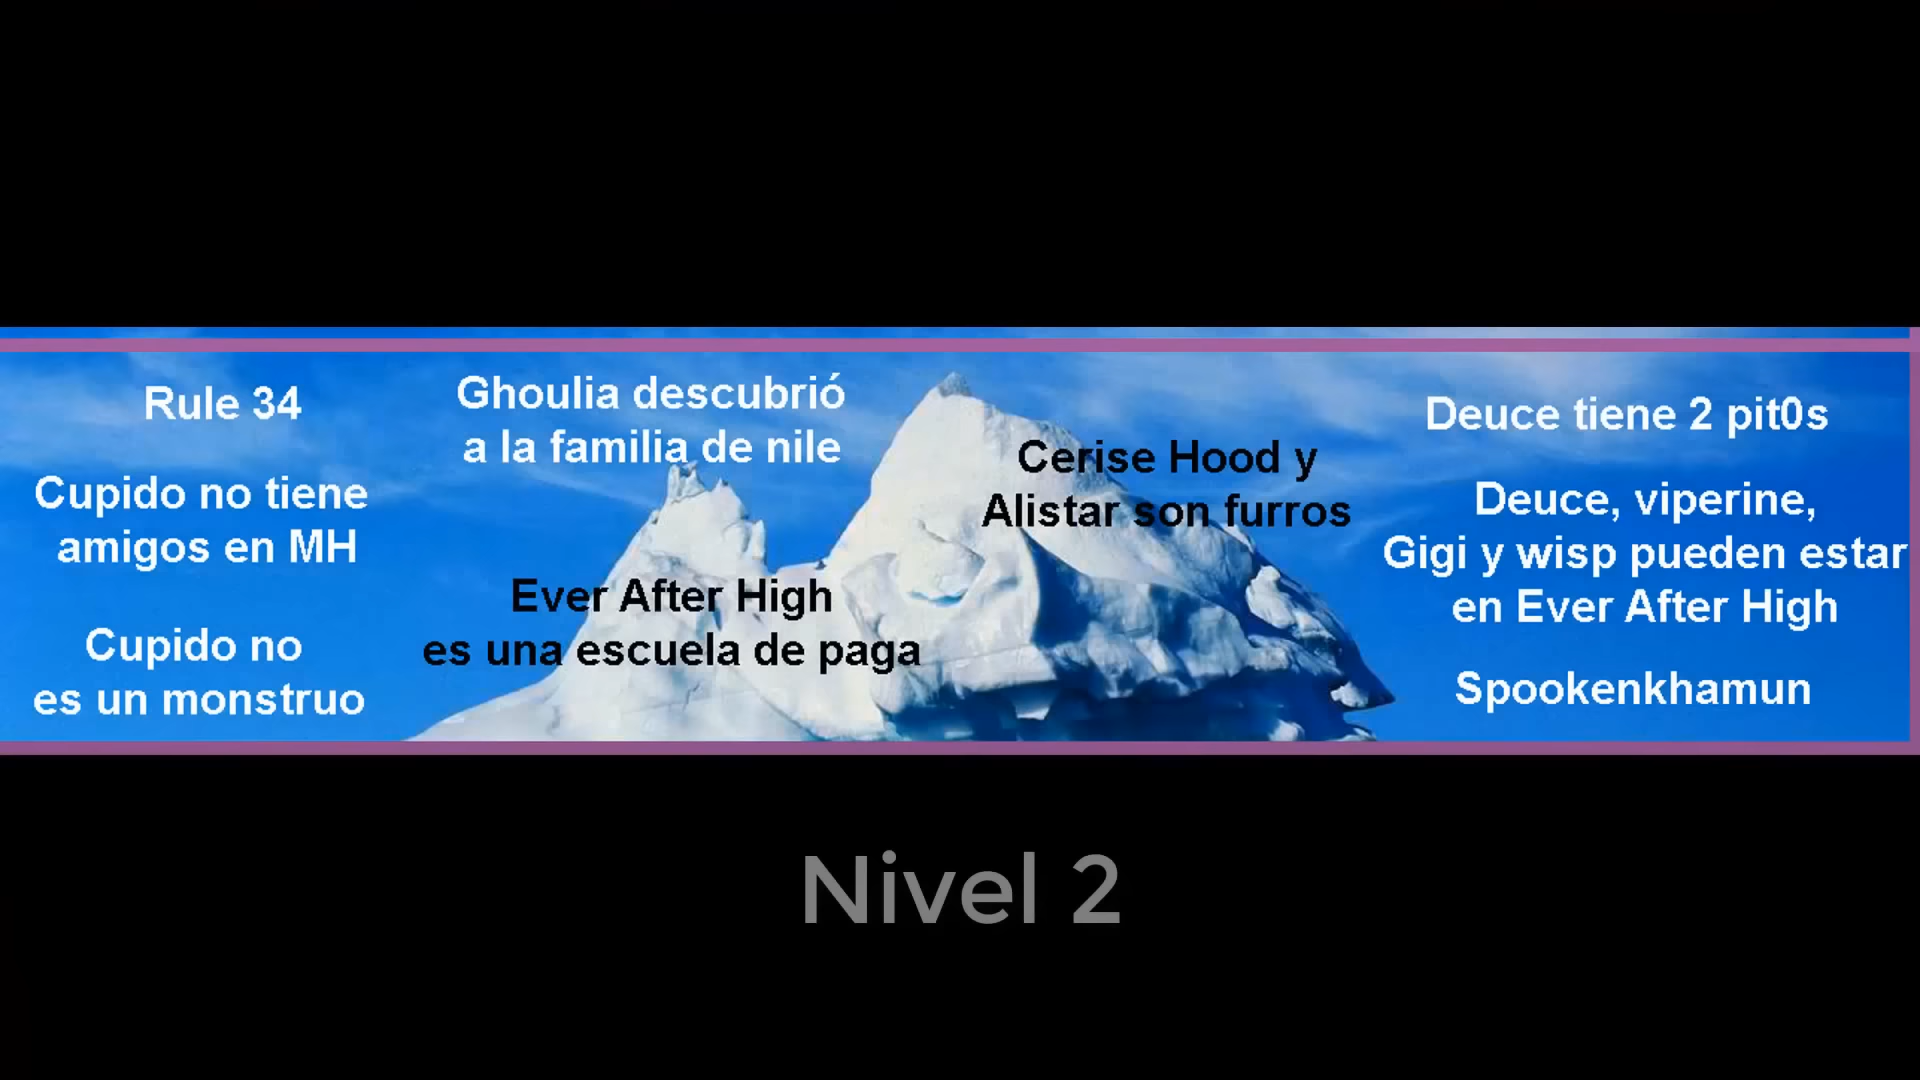 Rule 34
Cupido no tiene
amigos en MH
Cupido no
es un monstruo
Ghoulia descubrió
a la familia de nile
Ever After High
es una escuela de paga
Cerise Hood y
Alistar son furros
Deuce tiene 2 pit0s
Deuce, viperine,
Gigi y wisp pueden estar
en Ever After High
Spookenkhamun
Nivel 2